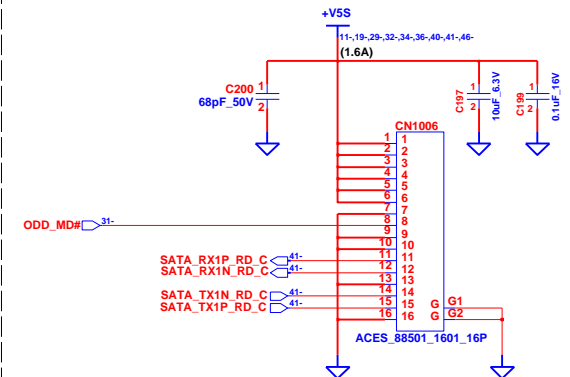 +V5S
11-,19-,29-,32-,34-,36-,40-,41-,46-
(1.6A)
C200 1 2
68pF_50V
C197 1 2
10uF_6.3V
C199 1 2
0.1uF_16V
CN1006
1 1
2 2
3 3
4 4
5 5
6 6
7 7
ODD_MD# 31- 8 8
9 9
10 10
SATA_RX1P_RD_C 41- 11 11
SATA_RX1N_RD_C 41- 12 12
13 13
SATA_TX1N_RD_C 41- 14 14
SATA_TX1P_RD_C 41- 15 15 G G1
16 16 G G2
ACES_88501_1601_16P